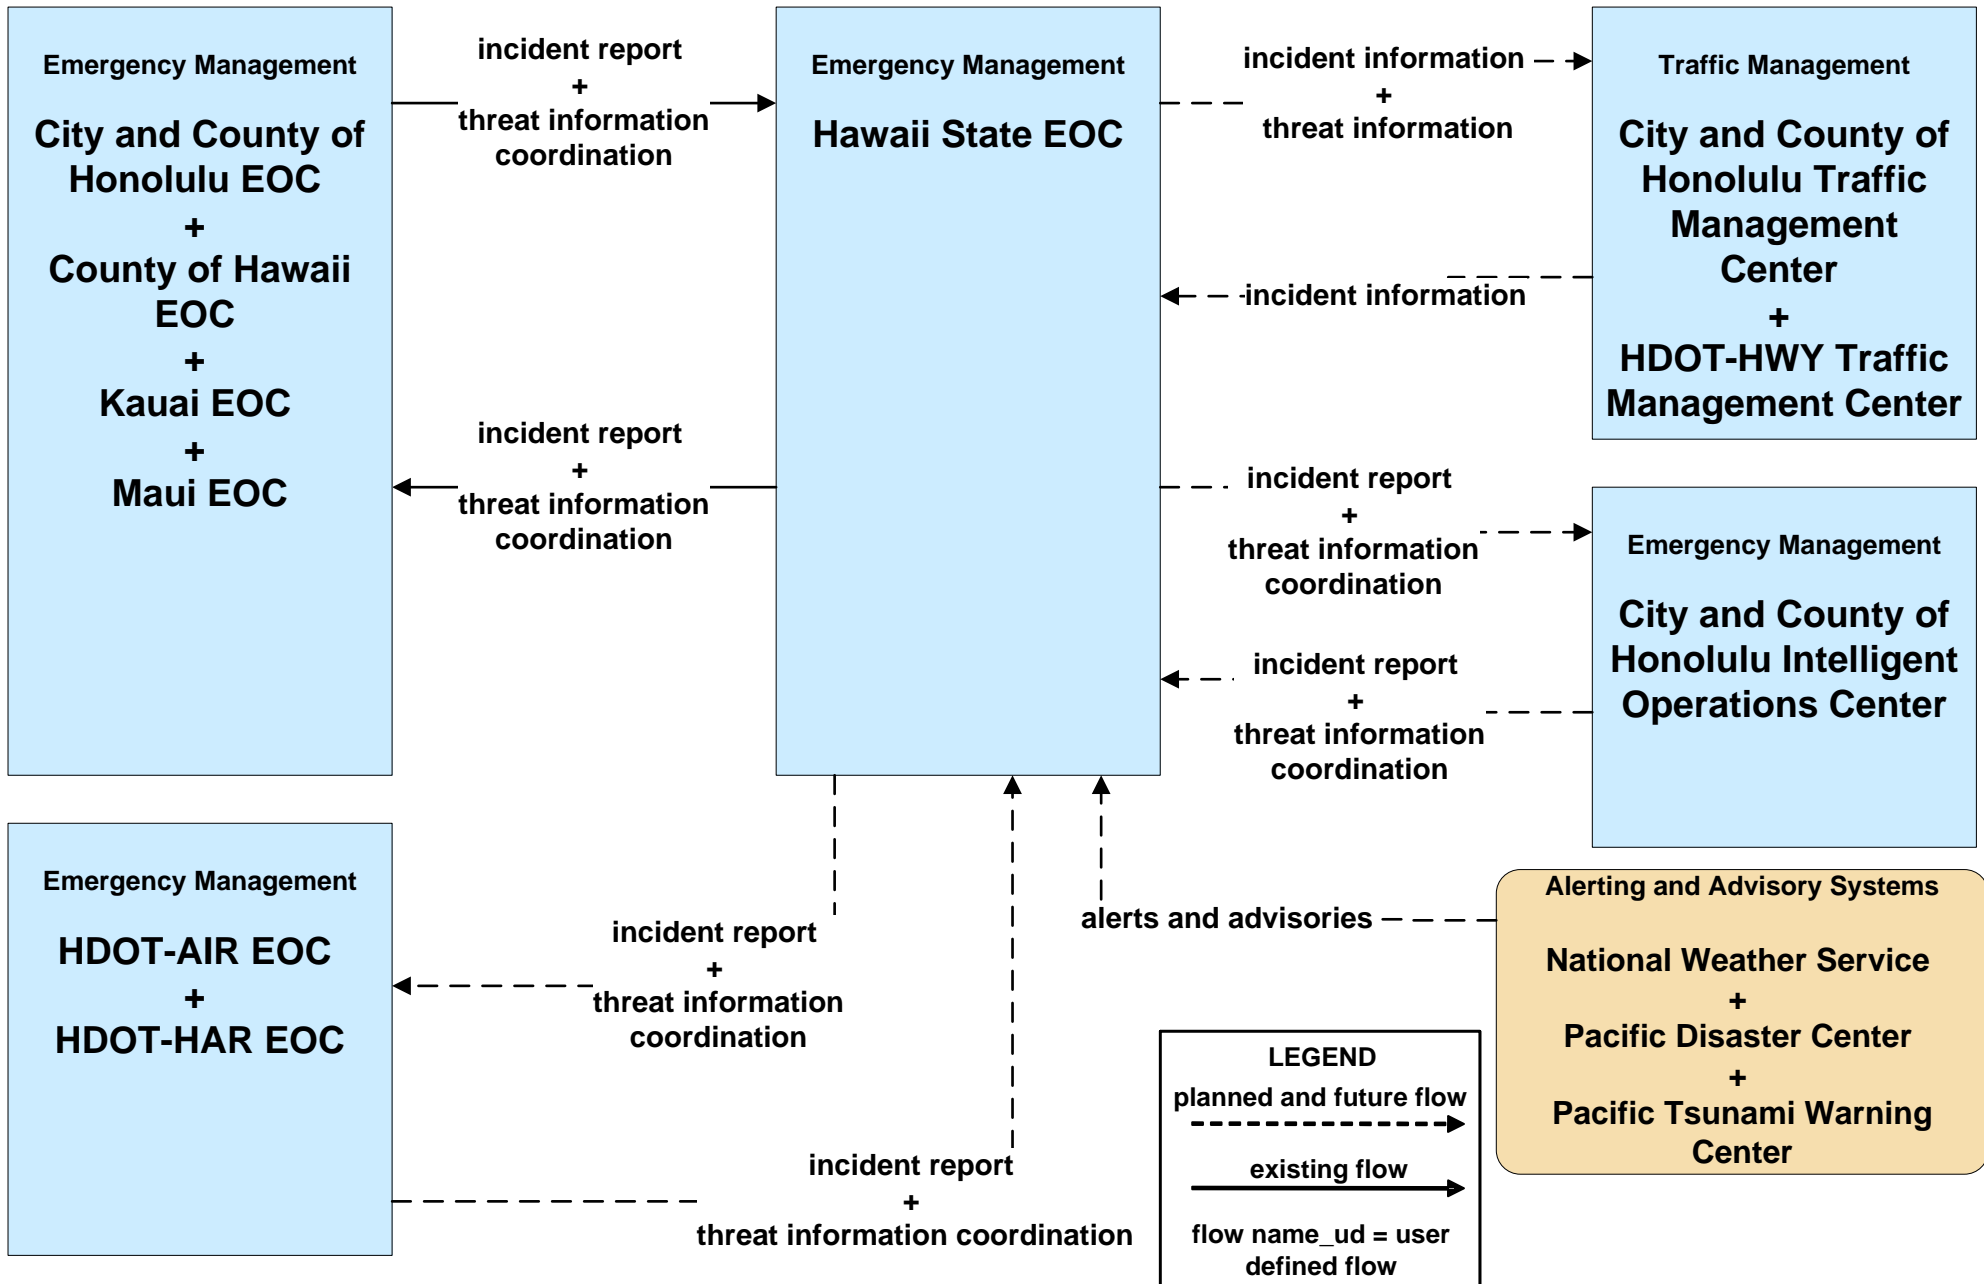 Emergency Management
City and County of
Honolulu EOC
+
County of Hawaii
EOC
+
Kauai EOC
+
Maui EOC
incident report
+
threat information
coordination
incident report
+
threat information
coordination
Emergency Management
Hawaii State EOC
incident information
+
threat information
incident information
Traffic Management
City and County of
Honolulu Traffic
Management
Center
+
HDOT-HWY Traffic
Management Center
incident report
+
threat information
coordination
incident report
+
threat information
coordination
Emergency Management
City and County of
Honolulu Intelligent
Operations Center
Emergency Management
HDOT-AIR EOC
+
HDOT-HAR EOC
incident report
+
threat information
coordination
incident report
+
threat information coordination
alerts and advisories
Alerting and Advisory Systems
National Weather Service
+
Pacific Disaster Center
+
Pacific Tsunami Warning
Center
LEGEND
planned and future flow
existing flow
flow name_ud = user
defined flow